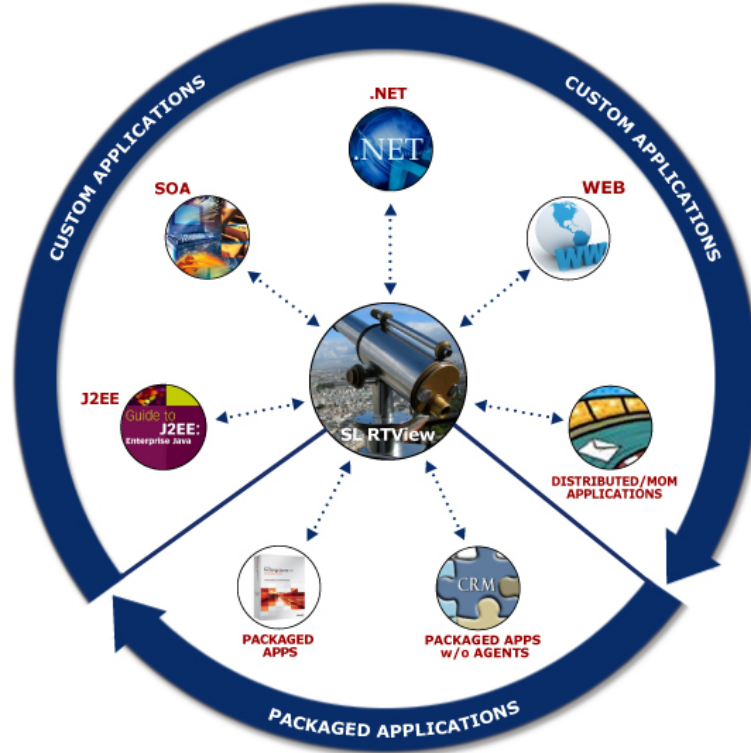 CUSTOM APPLICATIONS
CUSTOM APPLICATIONS
.NET
.NET
SOA
WEB
WW
J2EE
Guide to
J2EE:
Enterprise Java
SL RTView
DISTRIBUTED/MOM
APPLICATIONS
CRM
PACKAGED
APPS
PACKAGED APPS
w/o AGENTS
PACKAGED APPLICATIONS